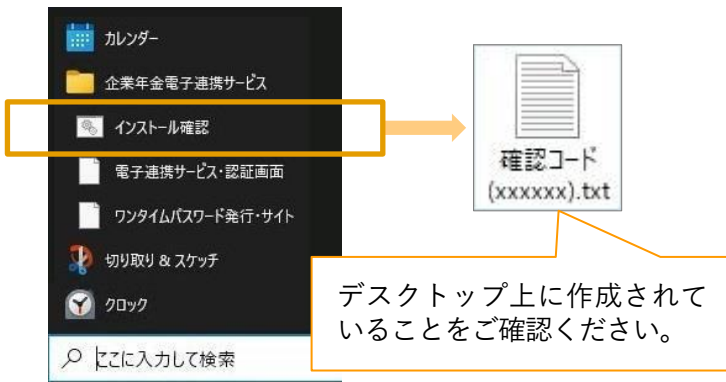 カレンダー
企業年金電子連携サービス
インストール確認
電子連携サービス・認証画面
ワンタイムパスワード発行・サイト
切り取り & スケッチ
クロック
ここに入力して検索
確認コード
(xxxxxx).txt
デスクトップ上に作成されて
いることをご確認ください。